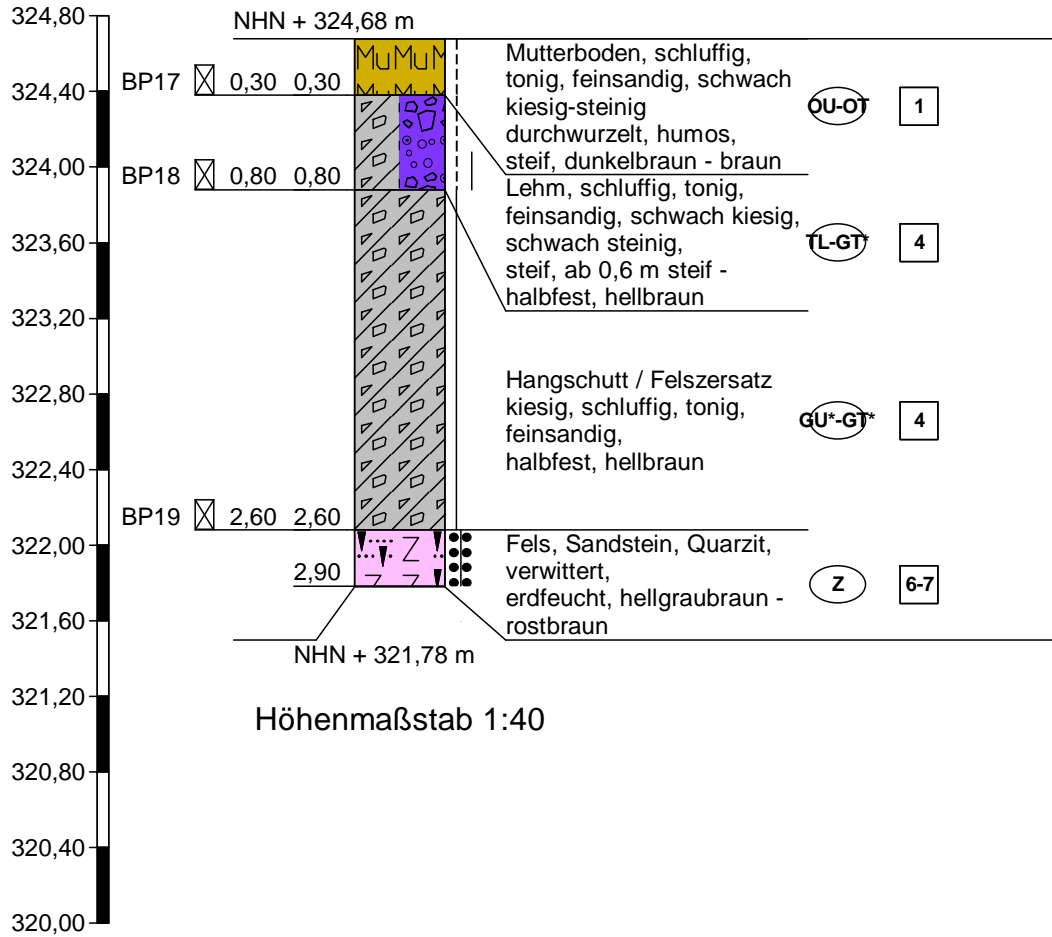 324,80
NHN + 324,68 m
Mutterboden, schluffig,
tonig, feinsandig, schwach
kiesig-steinig
durchwurzelt, humos,
steif, dunkelbraun - braun
OU-OT 1
Mu Mu M
BP17 0,30 0,30
324,40
324,00
BP18 0,80 0,80
Lehm, schluffig, tonig,
feinsandig, schwach kiesig,
schwach steinig,
steif, ab 0,6 m steif -
halbfest, hellbraun
TL-GT* 4
323,60
323,20
322,80
Hangschutt / Felszersatz
kiesig, schluffig, tonig,
feinsandig,
halbfest, hellbraun
GU*-GT* 4
322,40
BP19 2,60 2,60
322,00
Fels, Sandstein, Quarzit,
verwittert,
erdfeucht, hellgraubraun -
rostbraun
Z 6-7
Z
Z Z
2,90
321,60
NHN + 321,78 m
321,20
Höhenmaßstab 1:40
320,80
320,40
320,00